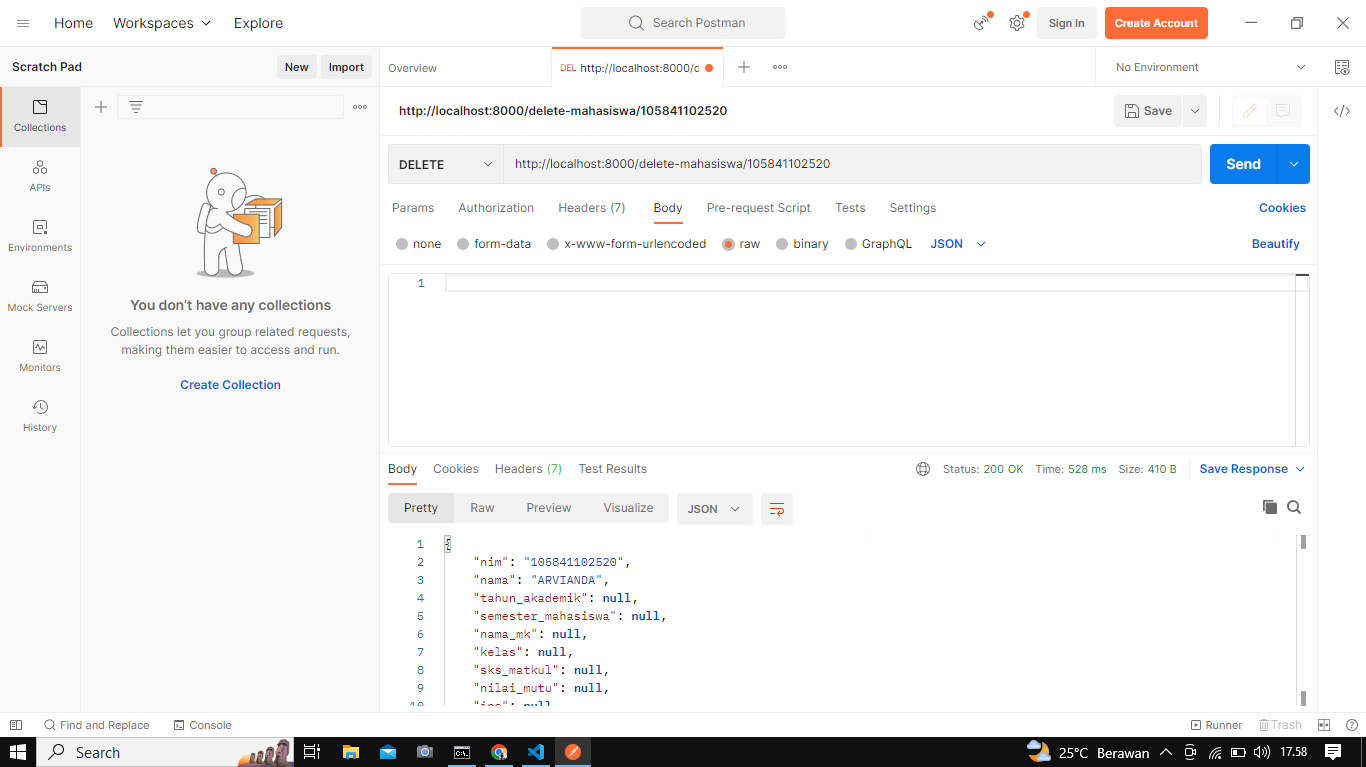 Home Workspaces Explore Search Postman Sign In Create Account
Scratch Pad New Import Overview DEL http://localhost:8000/d No Environment
Collections
http://localhost:8000/delete-mahasiswa/105841102520 Save
APIs
Environments
Mock Servers
Monitors
History
You don’t have any collections
Collections let you group related requests,
making them easier to access and run.
Create Collection
DELETE http://localhost:8000/delete-mahasiswa/105841102520 Send
Params Authorization Headers (7) Body Pre-request Script Tests Settings Cookies
none form-data x-www-form-urlencoded raw binary GraphQL JSON Beautify
1
Body Cookies Headers (7) Test Results Status: 200 OK Time: 528 ms Size: 410 B Save Response
Pretty Raw Preview Visualize JSON
1 {
2 "nim": "105841102520",
3 "nama": "ARVIANDA",
4 "tahun_akademik": null,
5 "semester_mahasiswa": null,
6 "nama_mk": null,
7 "kelas": null,
8 "sks_matkul": null,
9 "nilai_mutu": null,
Find and Replace Console Runner Trash
Search 25°C Berawan 17.58